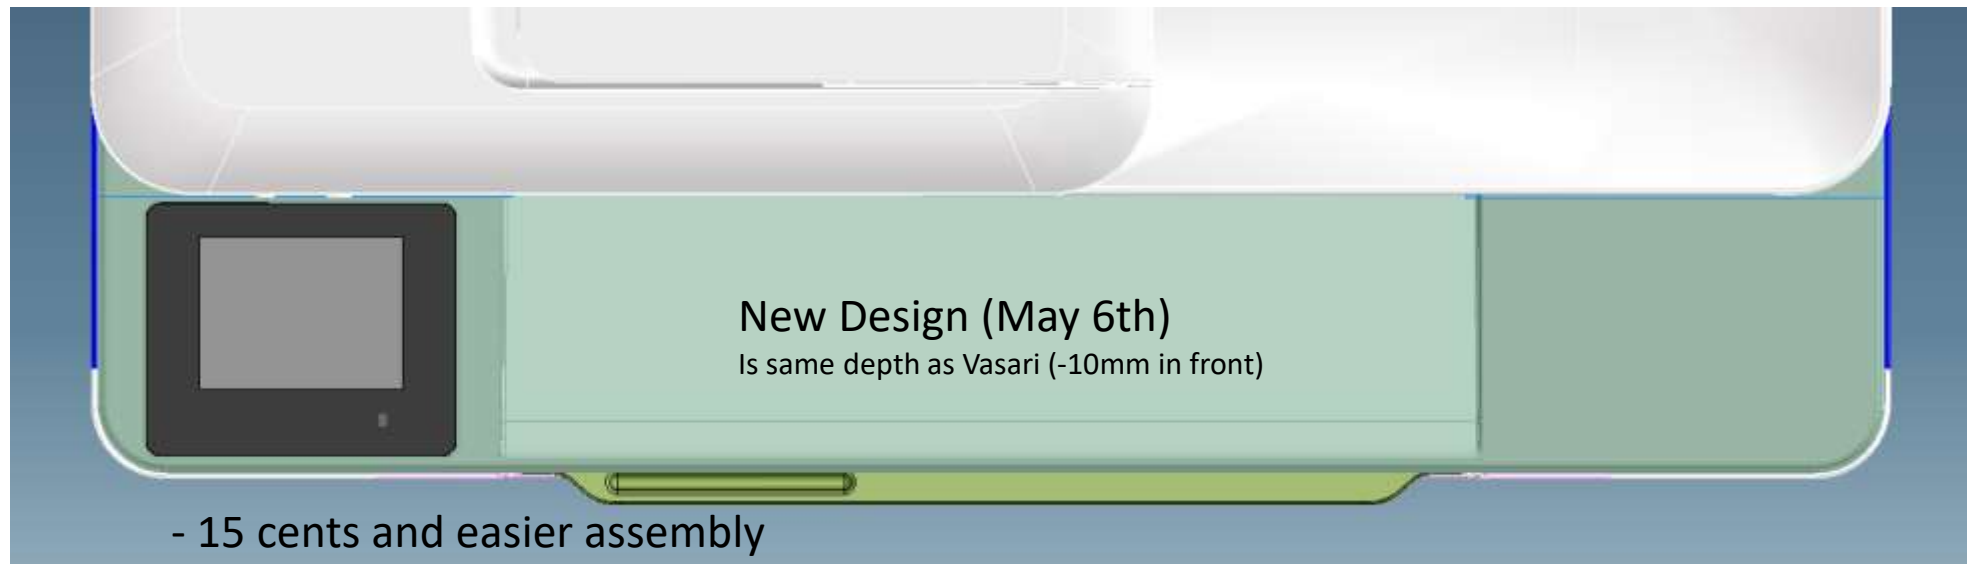 New Design (May 6th)
Is same depth as Vasari (-10mm in front)
- 15 cents and easier assembly